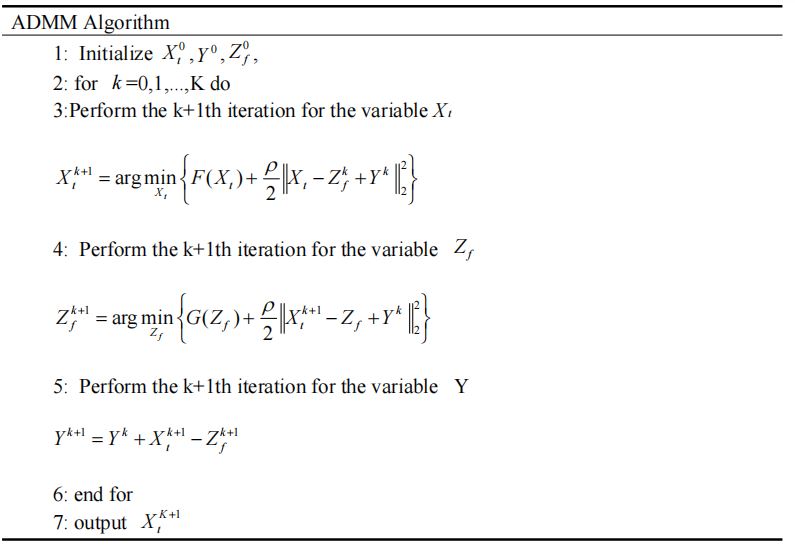 ADMM Algorithm
1: Initialize $X_t^0, Y^0, Z_f^0,$
2: for $k$=0,1,...,K do
3:Perform the k+1th iteration for the variable $X_t$
$X_t^{k+1} = \arg\min_{X_t} \left\{ F(X_t) + \frac{\rho}{2} \left\| X_t - Z_f^k + Y^k \right\|_2^2 \right\}$
4: Perform the k+1th iteration for the variable $Z_f$
$Z_f^{k+1} = \arg\min_{Z_f} \left\{ G(Z_f) + \frac{\rho}{2} \left\| X_t^{k+1} - Z_f + Y^k \right\|_2^2 \right\}$
5: Perform the k+1th iteration for the variable Y
$Y^{k+1} = Y^k + X_t^{k+1} - Z_f^{k+1}$
6: end for
7: output $X_t^{K+1}$